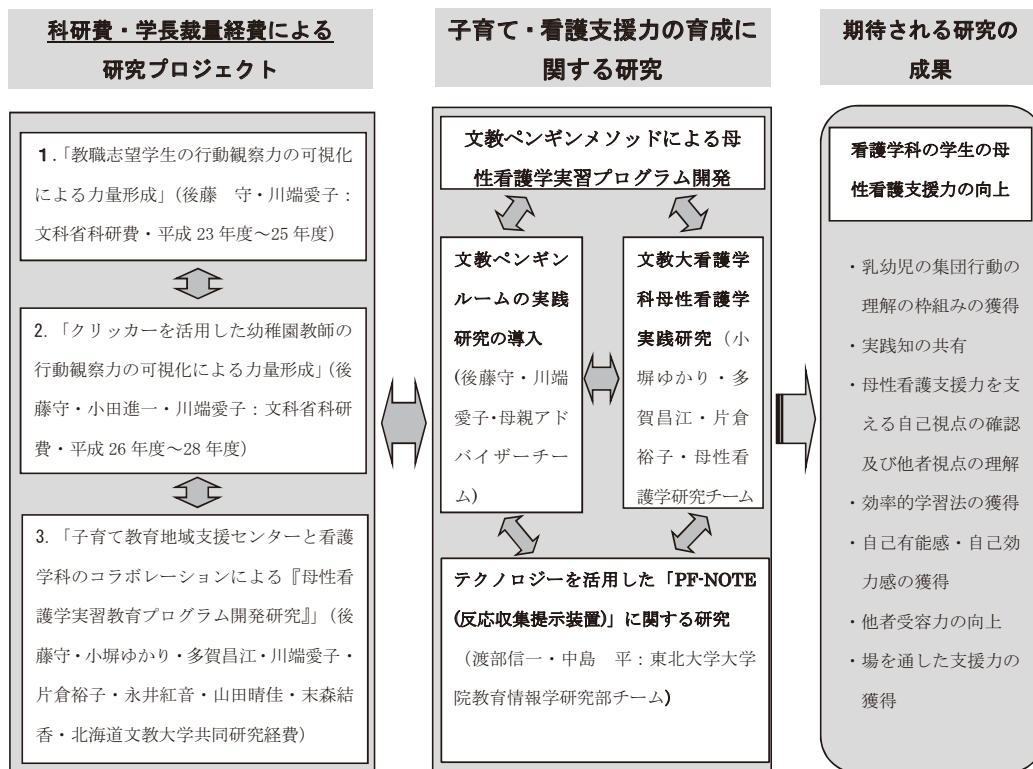 科研費・学長裁量経費による
研究プロジェクト
1.「教職志望学生の行動観察力の可視化
による力量形成」(後藤　守・川端愛子：
文科省科研費・平成 23 年度～25 年度)
2. 「クリッカーを活用した幼稚園教師の
行動観察力の可視化による力量形成」(後
藤守・小田進一・川端愛子：文科省科研
費・平成 26 年度～28 年度)
3. 「子育て教育地域支援センターと看護
学科のコラボレーションによる『母性看
護学実習教育プログラム開発研究』」(後
藤守・小塀ゆかり・多賀昌江・川端愛子・
片倉裕子・永井紅音・山田晴佳・末森結
香・北海道文教大学共同研究経費)
子育て・看護支援力の育成に
関する研究
文教ペンギンメソッドによる母
性看護学実習プログラム開発
文教ペンギン
ルームの実践
研究の導入
(後藤守・川端
愛子・母親アド
バイザーチー
ム)
文教大看護学
科母性看護学
実践研究（小
塀ゆかり・多
賀昌江・片倉
裕子・母性看
護学研究チーム
テクノロジーを活用した「PF-NOTE
(反応収集提示装置)」に関する研究
（渡部信一・中島　平：東北大学大学
院教育情報学研究部チーム)
期待される研究の
成果
看護学科の学生の母
性看護支援力の向上
・乳幼児の集団行動の
理解の枠組みの獲得
・実践知の共有
・母性看護支援力を支
える自己視点の確認
及び他者視点の理解
・効率的学習法の獲得
・自己有能感・自己効
力感の獲得
・他者受容力の向上
・場を通した支援力の
獲得